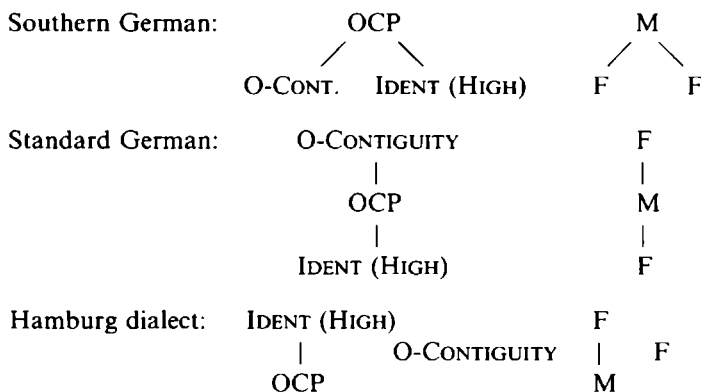 Southern German: OCP M
O-CONT. IDENT (HIGH) F F
Standard German: O-CONTIGUITY F
OCP M
IDENT (HIGH) F
Hamburg dialect: IDENT (HIGH) F
O-CONTIGUITY F
OCP M